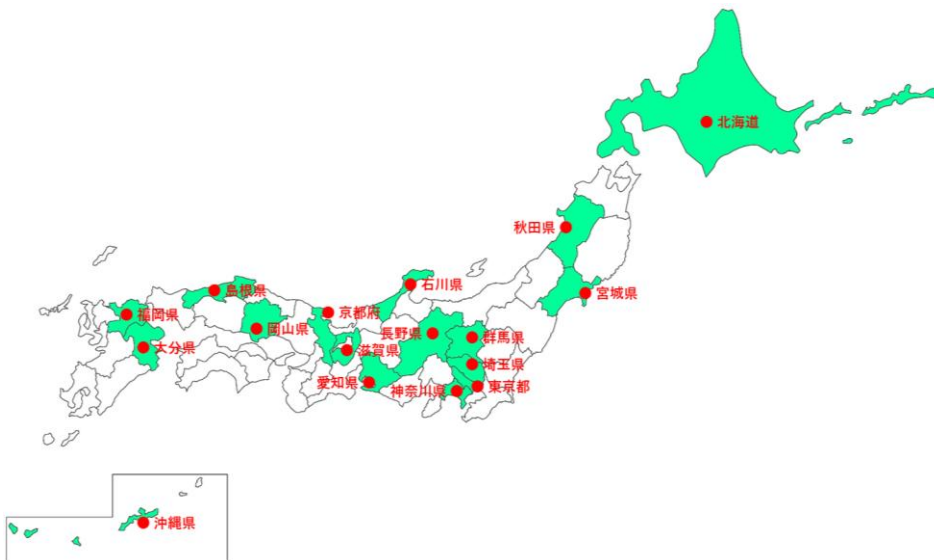 北海道
秋田県
宮城県
石川県
島根県
京都府
福岡県
岡山県
長野県
群馬県
大分県
滋賀県
埼玉県
愛知県
神奈川県
東京都
沖縄県